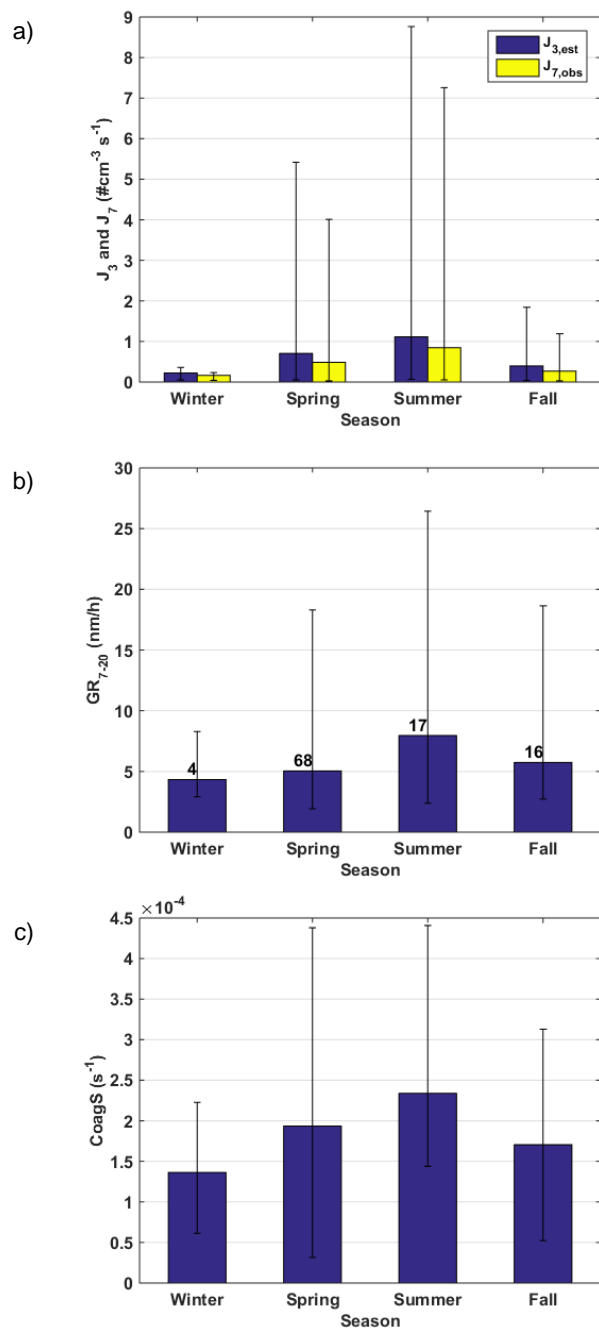 a)
9
8
7
6
5
4
3
2
1
0
J3 and J7 (#cm-3 s-1)
J3,est
J7,obs
Winter Spring Summer Fall
Season
b)
30
25
20
15
10
5
0
GR7-20 (nm/h)
4 68 17 16
Winter Spring Summer Fall
Season
c)
×10-4
4.5
4
3.5
3
2.5
2
1.5
1
0.5
0
CoagS (s-1)
Winter Spring Summer Fall
Season